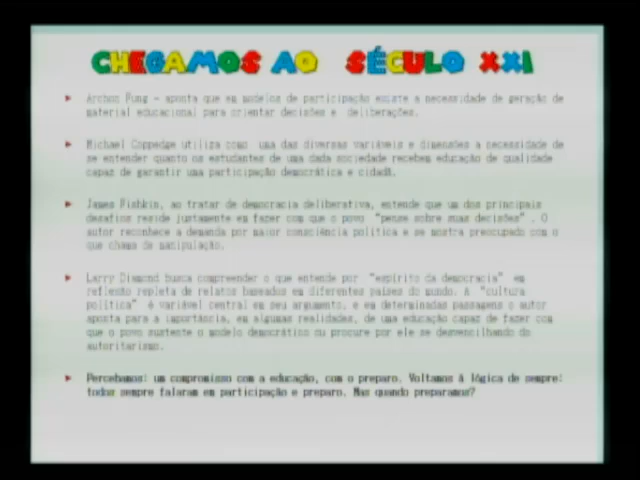 CHEGAMOS AO SÉCULO XXI
Archon Fung - aponta que em modelos de participação existe a necessidade de geração de
material educacional para orientar decisões e deliberações.
Michael Coppedge utiliza como uma das diversas variáveis e dimensões a necessidade de
se entender quanto os estudantes de uma dada sociedade recebem educação de qualidade
capaz de garantir uma participação democrática e cidadã.
James Fishkin, ao tratar de democracia deliberativa, entende que um dos principais
desafios reside justamente em fazer com que o povo “pense sobre suas decisões”. O
autor reconhece a demanda por maior consciência política e se mostra preocupado com o
que chama de manipulação.
Larry Diamond busca compreender o que entende por “espírito da democracia” em
reflexão repleta de relatos baseados em diferentes países do mundo. A “cultura
política” é variável central em seu argumento, e em determinadas passagens o autor
aponta para a importância, em algumas realidades, de uma educação capaz de fazer com
que o povo sustente o modelo democrático ou procure por ele se desvencilhando do
autoritarismo.
Percebamos: um compromisso com a educação, com o preparo. Voltamos à lógica de sempre:
todos sempre falaram em participação e preparo. Mas quando preparamos?